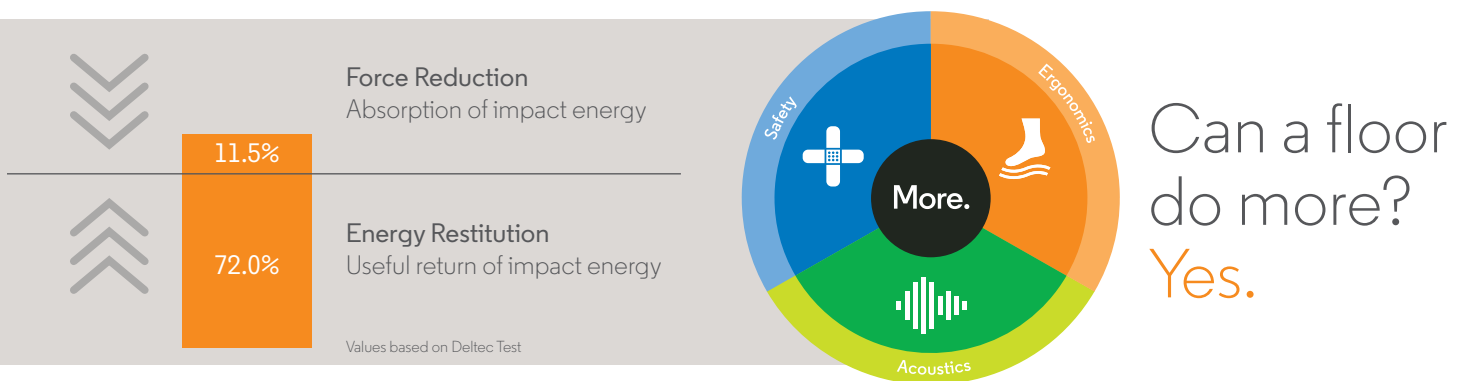 Force Reduction
Absorption of impact energy
11.5%
Energy Restitution
Useful return of impact energy
72.0%
Values based on Deltec Test
Safety
Ergonomics
More.
Acoustics
Can a floor
do more?
Yes.